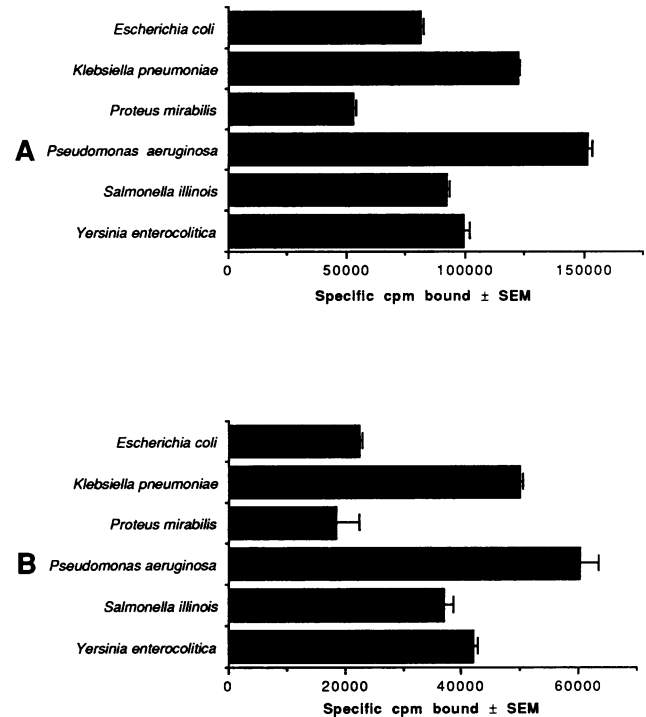 Escherichia coli
Klebsiella pneumoniae
Proteus mirabilis
A Pseudomonas aeruginosa
Salmonella illinois
Yersinia enterocolitica
0 50000 100000 150000
Specific cpm bound ± SEM
Escherichia coli
Klebsiella pneumoniae
Proteus mirabilis
B Pseudomonas aeruginosa
Salmonella illinois
Yersinia enterocolitica
0 20000 40000 60000
Specific cpm bound ± SEM